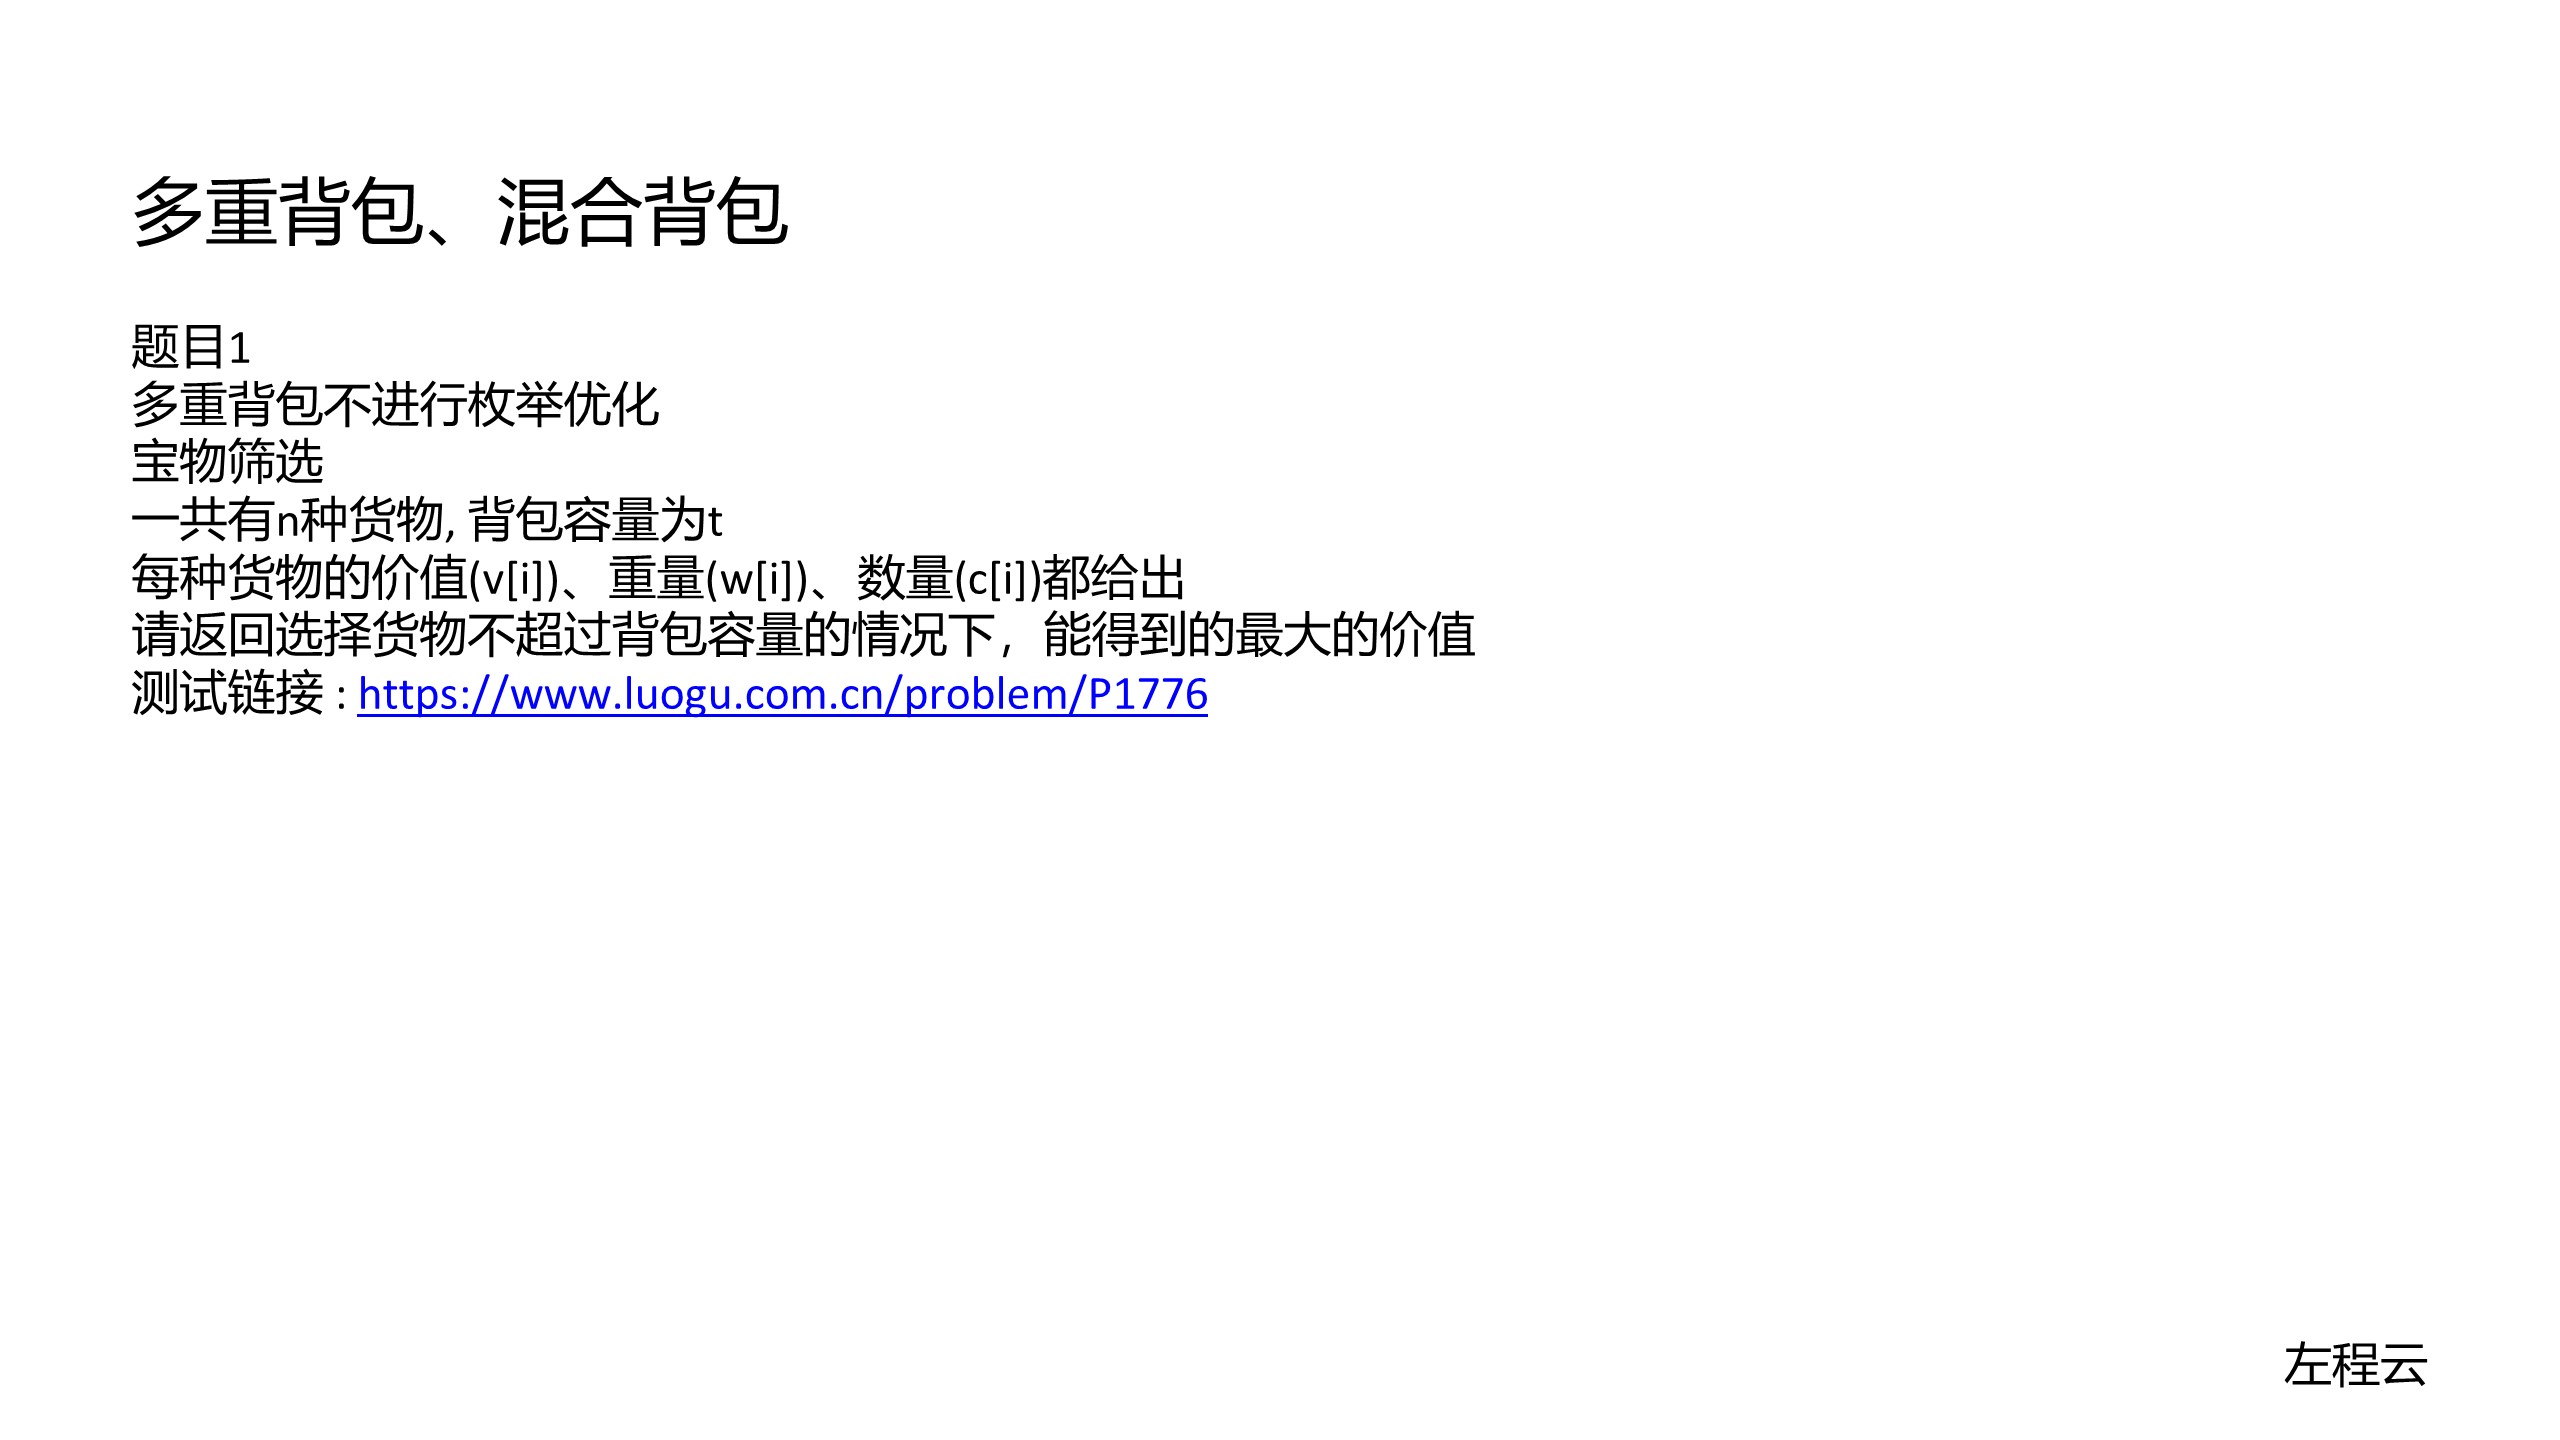 多重背包、混合背包
题目1
多重背包不进行枚举优化
宝物筛选
一共有n种货物, 背包容量为t
每种货物的价值(v[i])、重量(w[i])、数量(c[i])都给出
请返回选择货物不超过背包容量的情况下，能得到的最大的价值
测试链接 : https://www.luogu.com.cn/problem/P1776
左程云